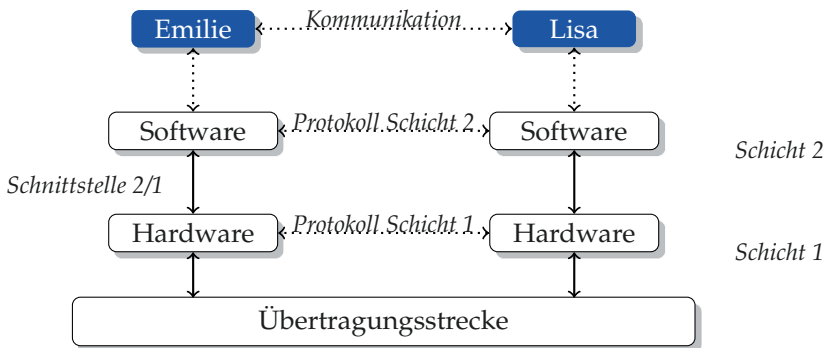 Emilie
Kommunikation
Lisa
Software
Protokoll Schicht 2
Software
Schicht 2
Schnittstelle 2/1
Hardware
Protokoll Schicht 1
Hardware
Schicht 1
Übertragungsstrecke